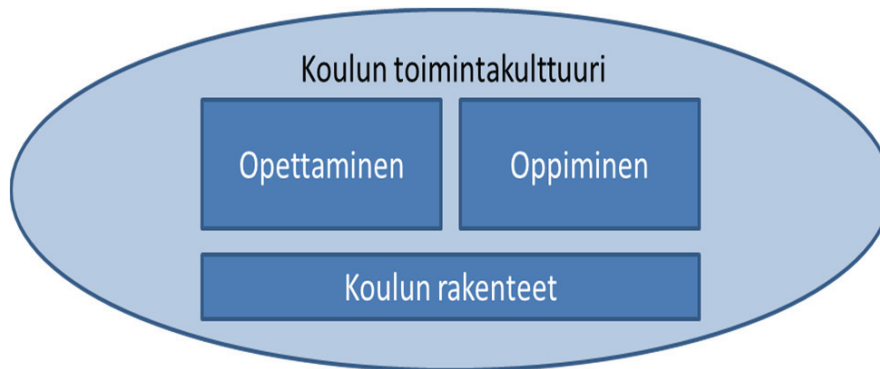 Koulun toimintakulttuuri
Opettaminen
Oppiminen
Koulun rakenteet